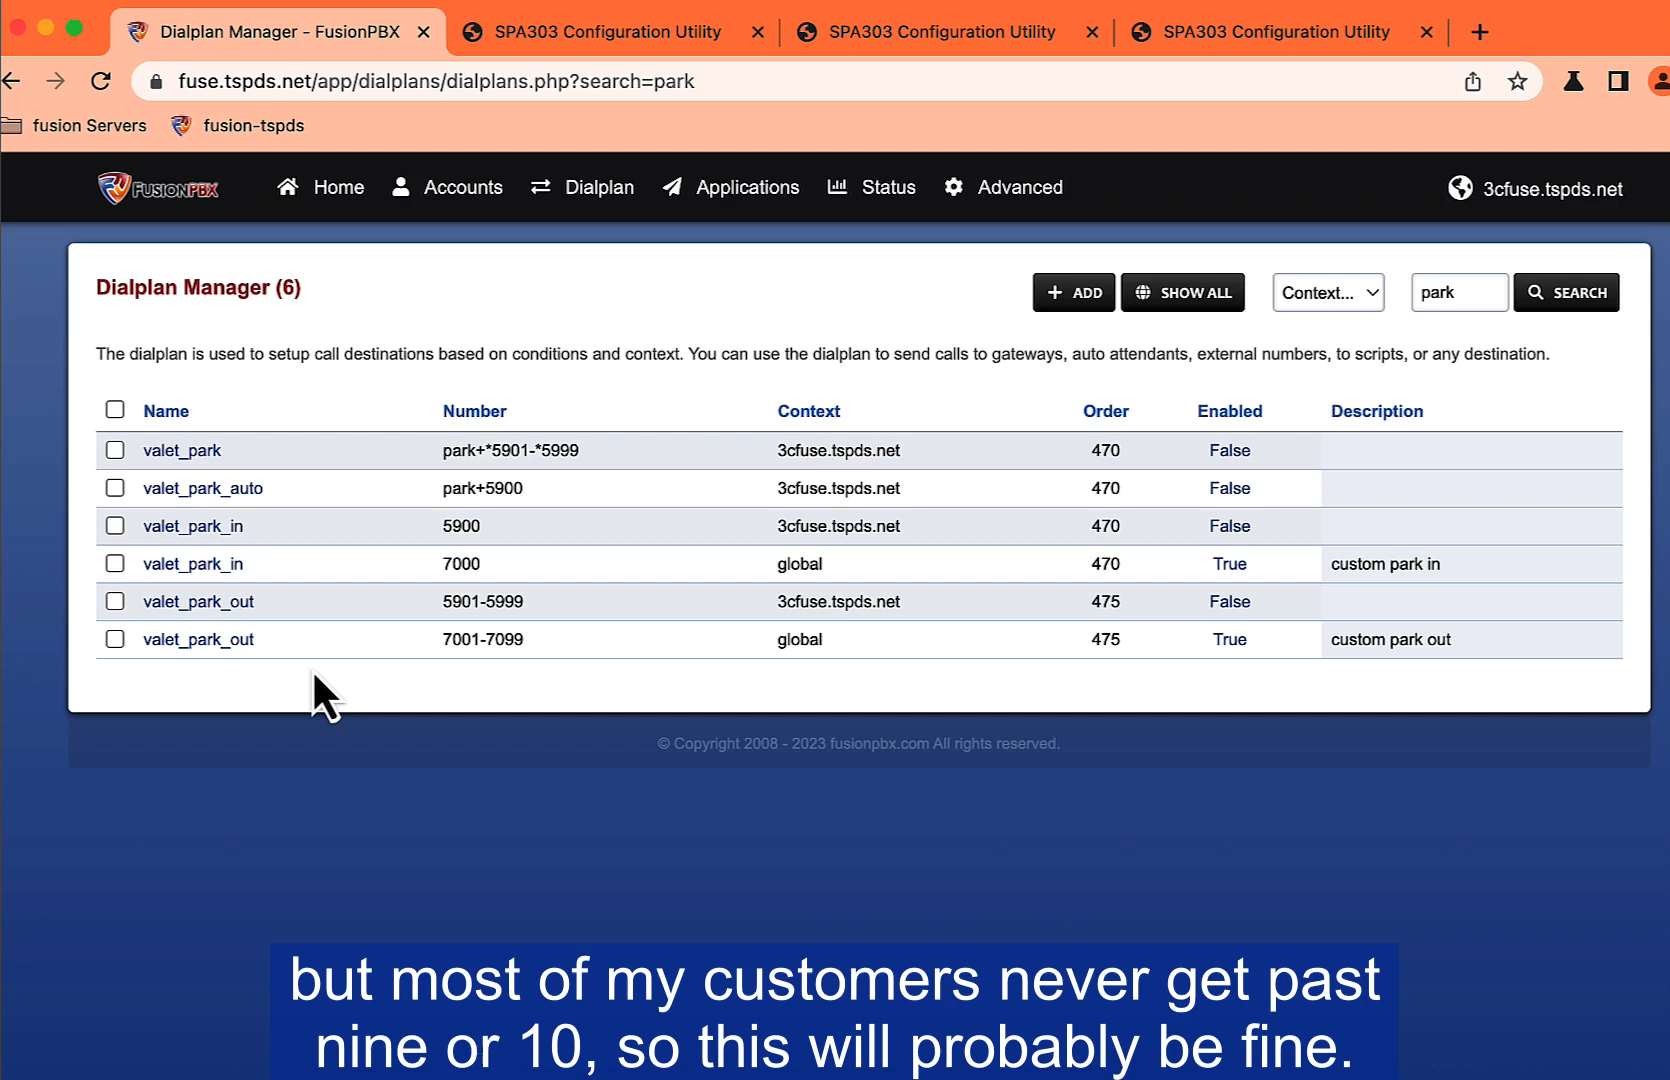 Dialplan Manager - FusionPBX
SPA303 Configuration Utility
SPA303 Configuration Utility
SPA303 Configuration Utility
fuse.tspds.net/app/dialplans/dialplans.php?search=park
fusion Servers
fusion-tspds
FUSIONPBX
Home
Accounts
Dialplan
Applications
Status
Advanced
3cfuse.tspds.net
Dialplan Manager (6)
ADD
SHOW ALL
Context...
park
SEARCH
The dialplan is used to setup call destinations based on conditions and context. You can use the dialplan to send calls to gateways, auto attendants, external numbers, to scripts, or any destination.
Name Number Context Order Enabled Description
valet_park park+*5901-*5999 3cfuse.tspds.net 470 False
valet_park_auto park+5900 3cfuse.tspds.net 470 False
valet_park_in 5900 3cfuse.tspds.net 470 False
valet_park_in 7000 global 470 True custom park in
valet_park_out 5901-5999 3cfuse.tspds.net 475 False
valet_park_out 7001-7099 global 475 True custom park out
© Copyright 2008 - 2023 fusionpbx.com All rights reserved.
but most of my customers never get past
nine or 10, so this will probably be fine.